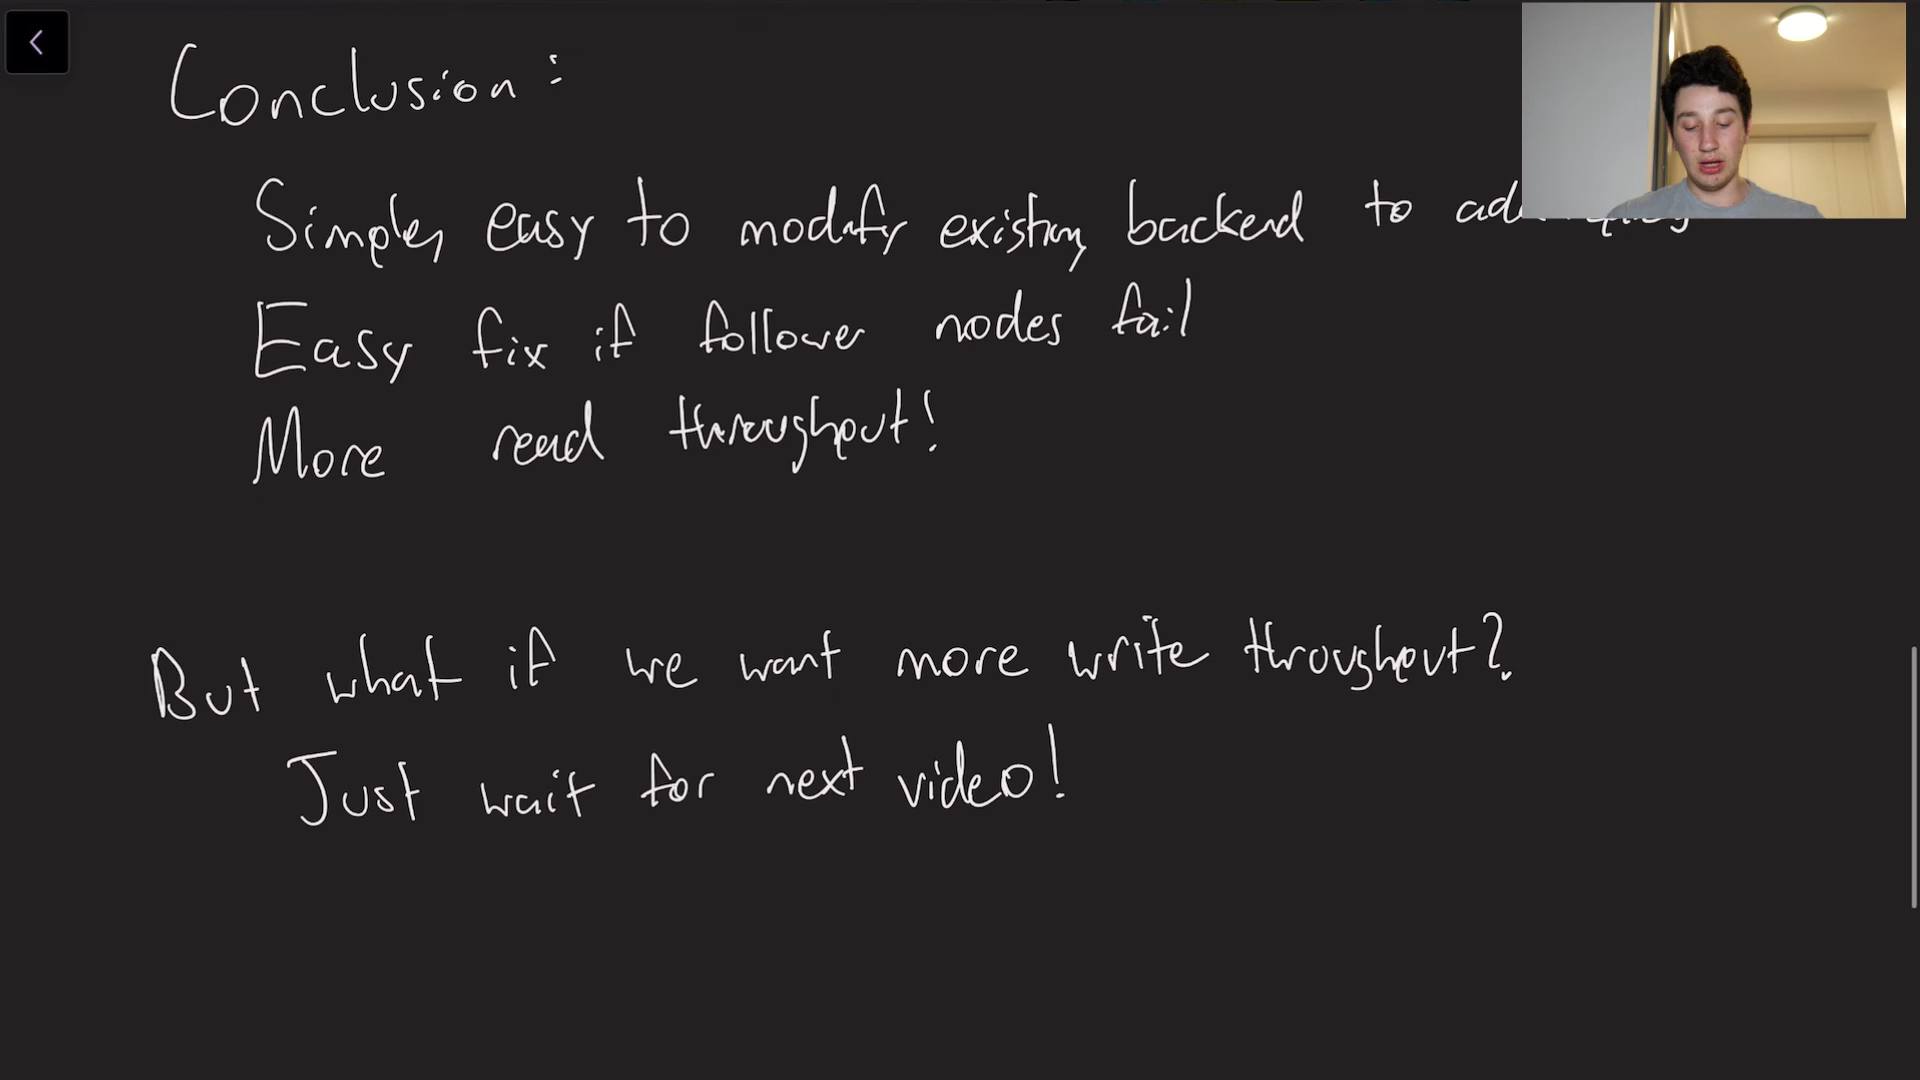 Conclusion:
Simple, easy to modify existing backend to
Easy fix if follower nodes fail
More read throughput!
But what if we want more write throughput?
Just wait for next video!